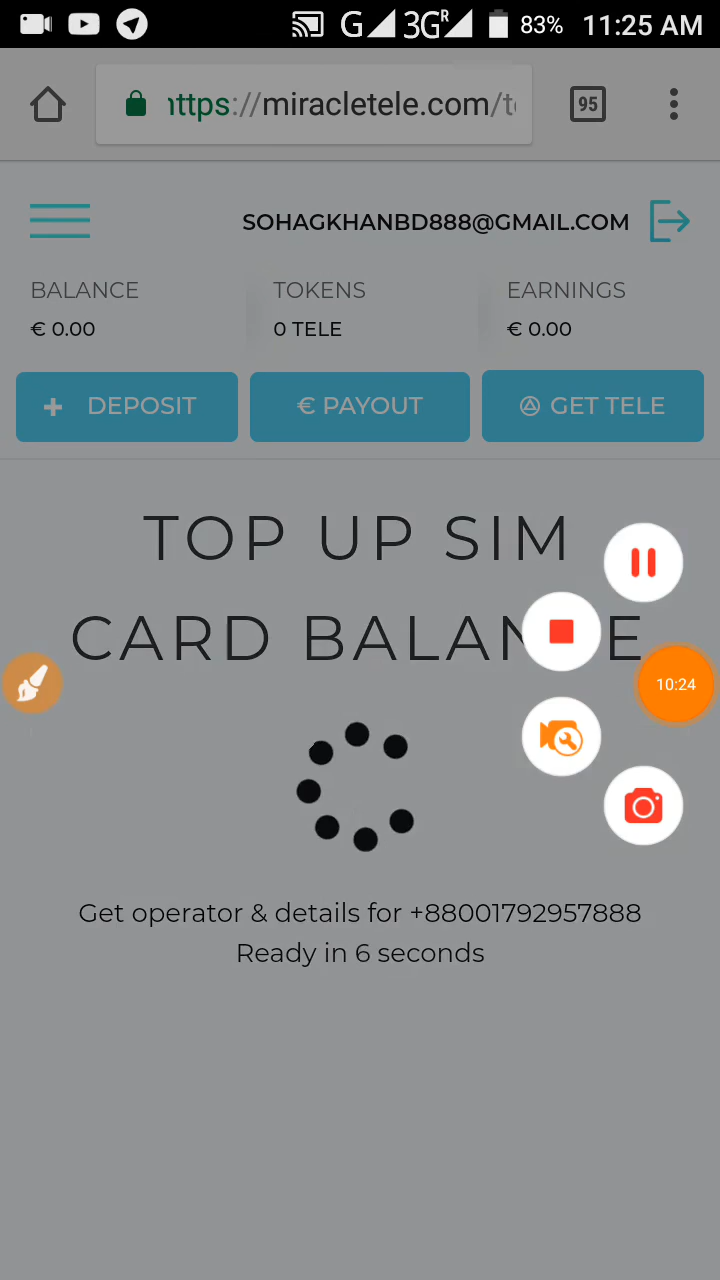 G 3G R 83% 11:25 AM
https://miracletele.com/t
95
SOHAGKHANBD888@GMAIL.COM
BALANCE TOKENS EARNINGS
€ 0.00 0 TELE € 0.00
+ DEPOSIT € PAYOUT GET TELE
TOP UP SIM
CARD BALAN E
10:24
Get operator & details for +88001792957888
Ready in 6 seconds